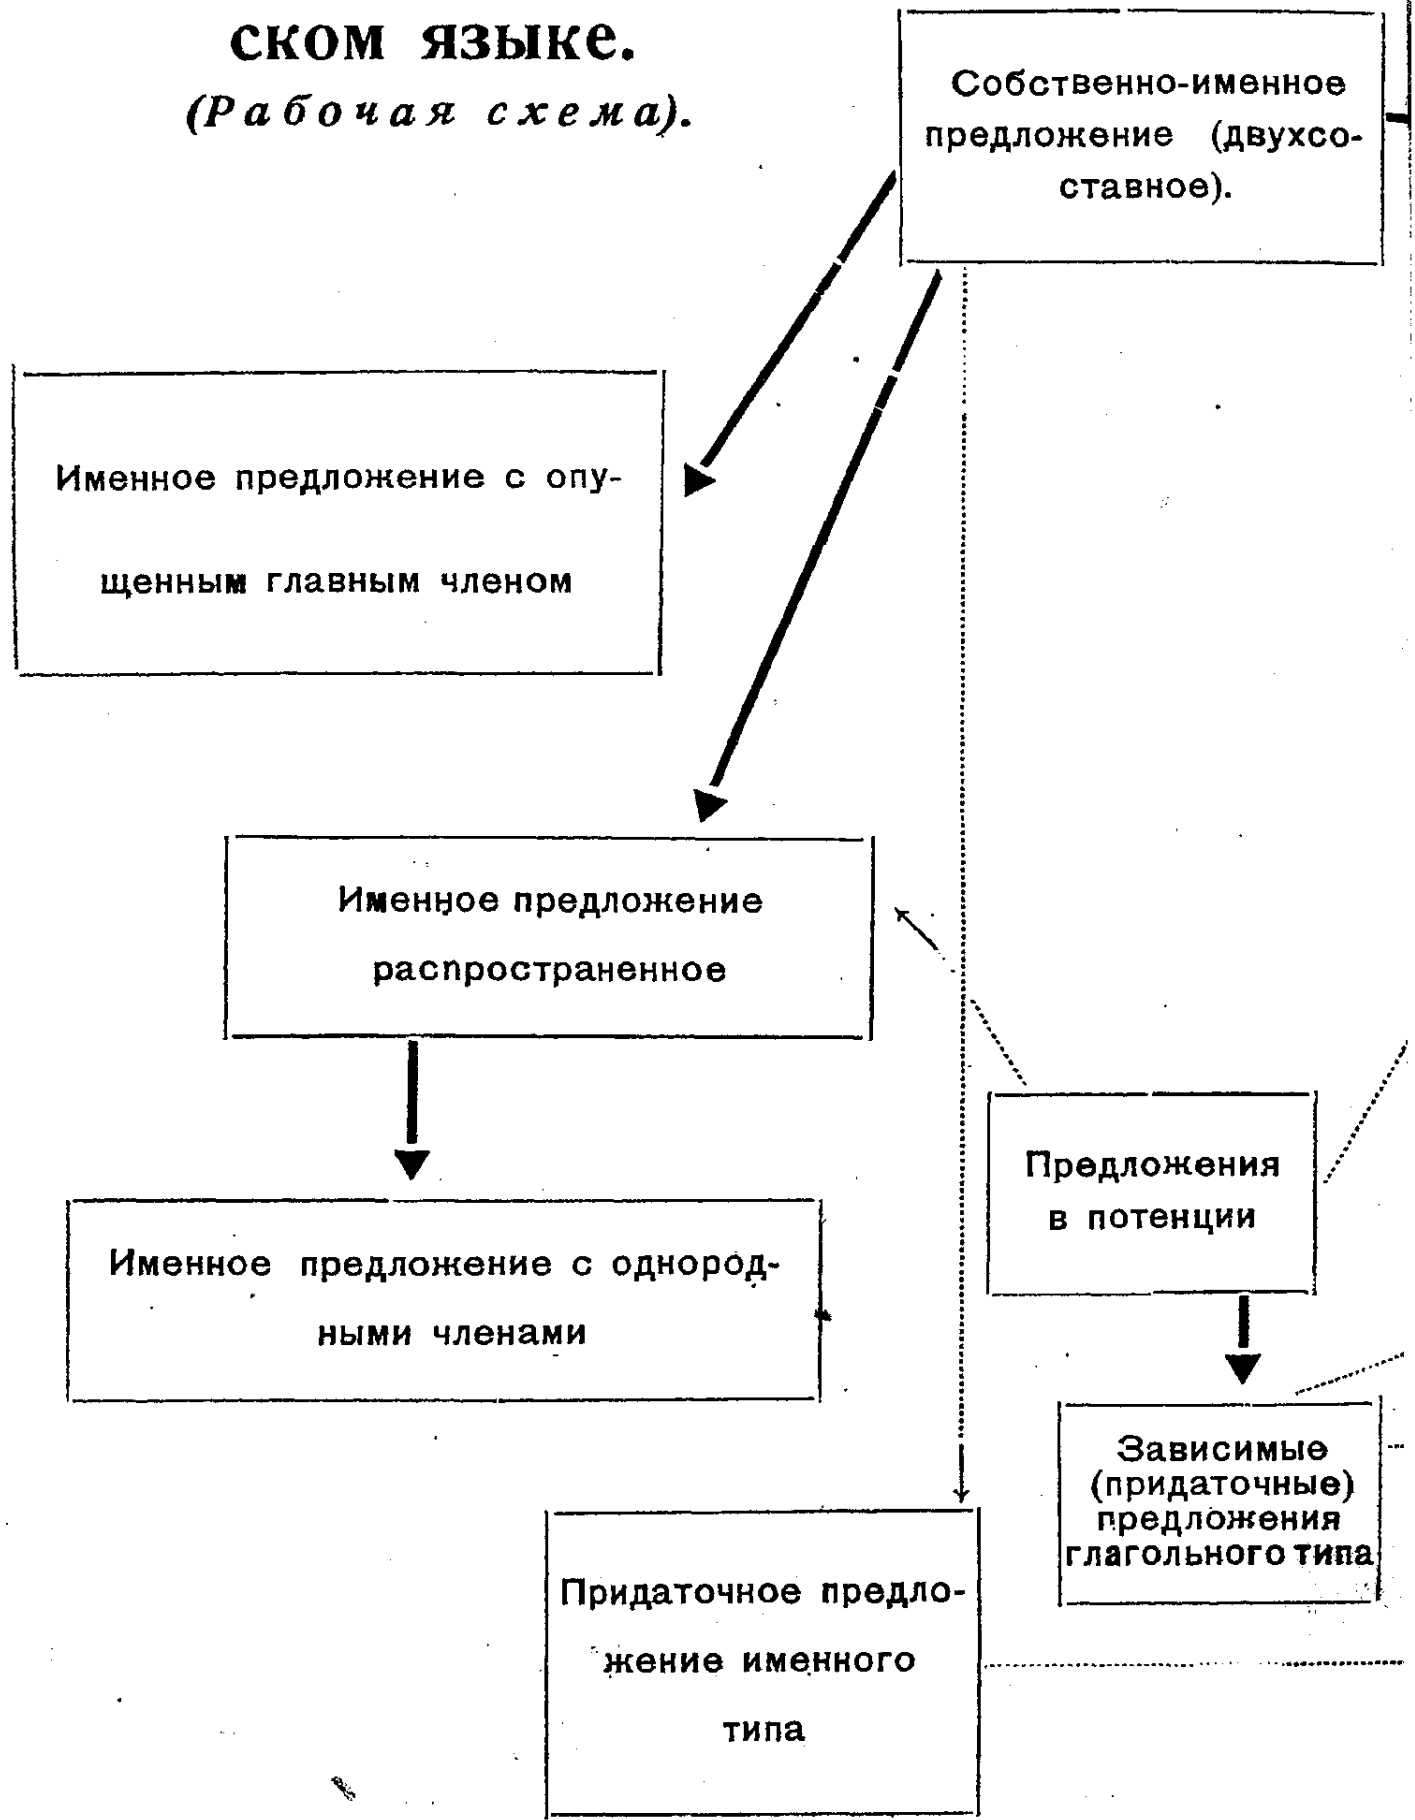 ском языке.
(Рабочая схема).
Собственно-именное
предложение (двухсо-
ставное).
Именное предложение с опу-
щенным главным членом
Именное предложение
распространенное
Предложения
в потенции
Именное предложение с однород-
ными членами
Зависимые
(придаточные)
предложения
глагольного типа
Придаточное предло-
жение именного
типа